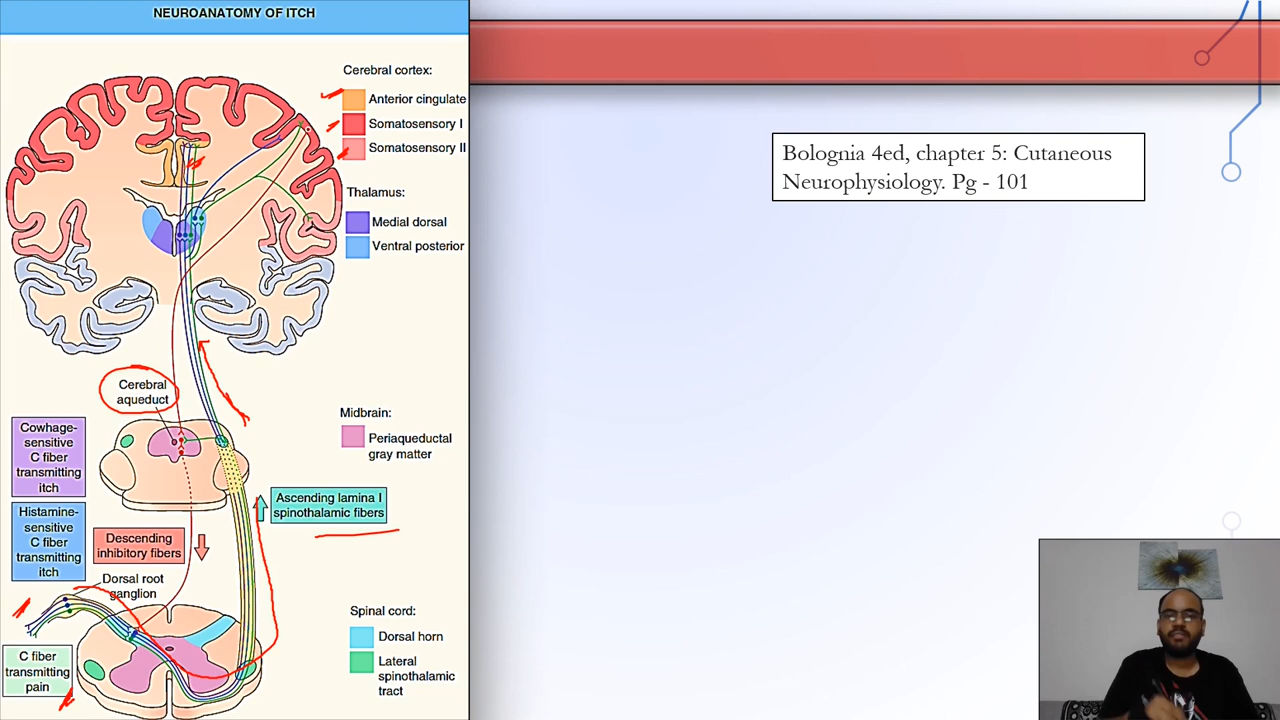 NEUROANATOMY OF ITCH
Cerebral cortex:
Anterior cingulate
Somatosensory I
Somatosensory II
Thalamus:
Medial dorsal
Ventral posterior
Cerebral
aqueduct
Midbrain:
Periaqueductal
gray matter
Cowhage-
sensitive
C fiber
transmitting
itch
Histamine-
sensitive
C fiber
transmitting
itch
Ascending lamina I
spinothalamic fibers
Descending
inhibitory fibers
Dorsal root
ganglion
C fiber
transmitting
pain
Spinal cord:
Dorsal horn
Lateral
spinothalamic
tract
Bolognia 4ed, chapter 5: Cutaneous
Neurophysiology. Pg - 101